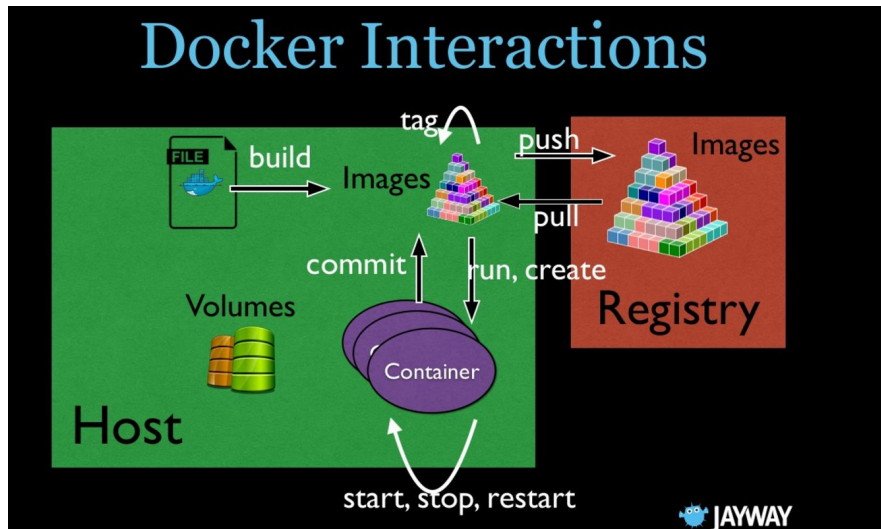 Docker Interactions
tag
FILE
build
Images
push
Images
pull
commit
run, create
Volumes
Registry
Container
Host
start, stop, restart
JAYWAY